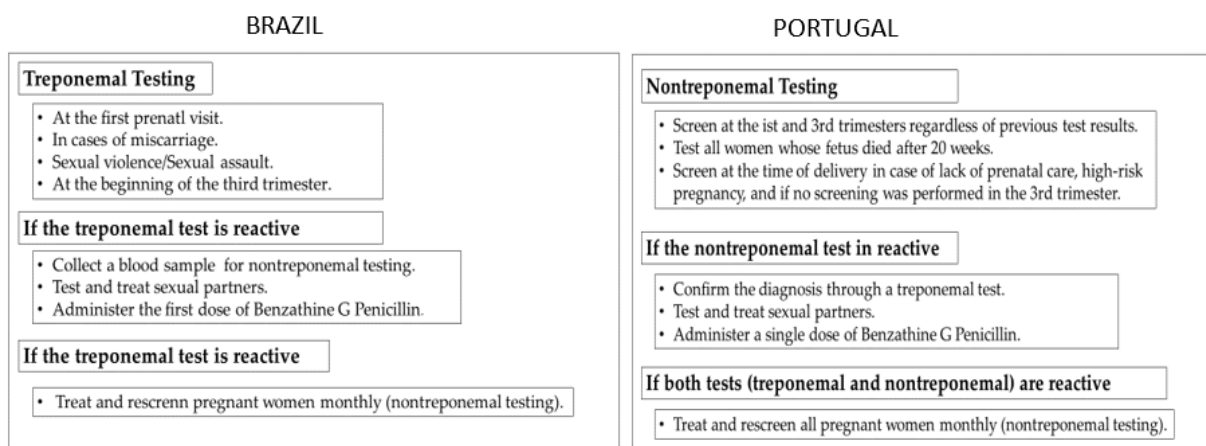 BRAZIL
Treponemal Testing
• At the first prenatl visit.
• In cases of miscarriage.
• Sexual violence/Sexual assault.
• At the beginning of the third trimester.
If the treponemal test is reactive
• Collect a blood sample for nontreponemal testing.
• Test and treat sexual partners.
• Administer the first dose of Benzathine G Penicillin.
If the treponemal test is reactive
• Treat and rescrenn pregnant women monthly (nontreponemal testing).
PORTUGAL
Nontreponemal Testing
• Screen at the ist and 3rd trimesters regardless of previous test results.
• Test all women whose fetus died after 20 weeks.
• Screen at the time of delivery in case of lack of prenatal care, high-risk
pregnancy, and if no screening was performed in the 3rd trimester.
If the nontreponemal test in reactive
• Confirm the diagnosis through a treponemal test.
• Test and treat sexual partners.
• Administer a single dose of Benzathine G Penicillin.
If both tests (treponemal and nontreponemal) are reactive
• Treat and rescreen all pregnant women monthly (nontreponemal testing).